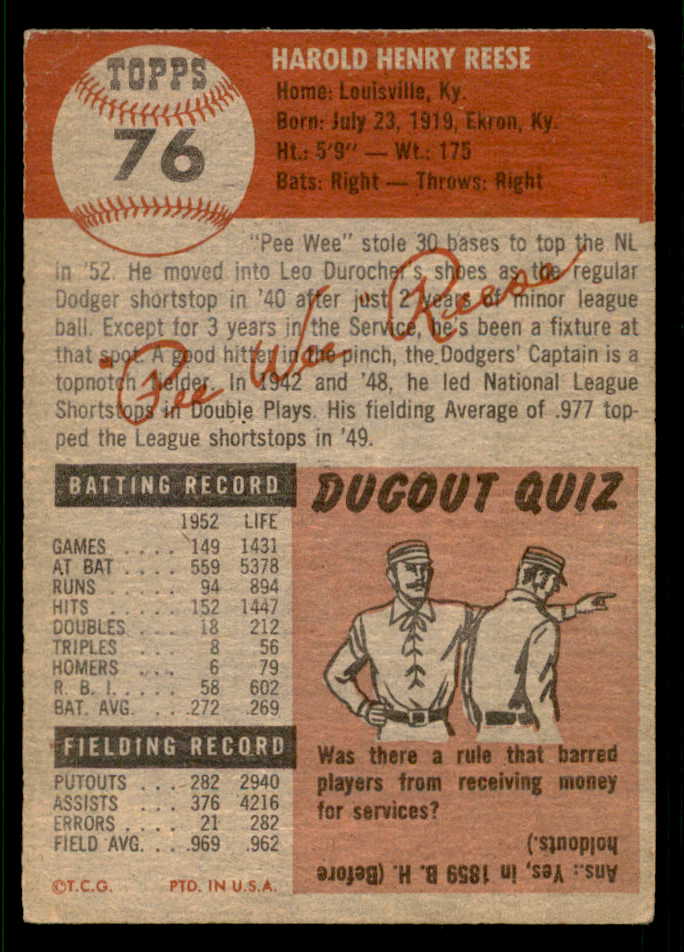 TOPPS
76
HAROLD HENRY REESE
Home: Louisville, Ky.
Born: July 23, 1919, Ekron, Ky.
Ht.: 5'9" — Wt.: 175
Bats: Right — Throws: Right
"Pee Wee" stole 30 bases to top the NL
in '52. He moved into Leo Durocher's shoes as the regular
Dodger shortstop in '40 after just 2 years of minor league
ball. Except for 3 years in the Service, he's been a fixture at
that spot. A good hitter in the pinch, the Dodgers' Captain is a
topnotch fielder. In 1942 and '48, he led National League
Shortstops in Double Plays. His fielding Average of .977 top-
ped the League shortstops in '49.
"Pee Wee" Reese
BATTING RECORD
1952 LIFE
GAMES .... 149 1431
AT BAT .... 559 5378
RUNS .... 94 894
HITS ..... 152 1447
DOUBLES ... 18 212
TRIPLES ... 8 56
HOMERS ... 6 79
R. B. I. .... 58 602
BAT. AVG. ... .272 .269
FIELDING RECORD
PUTOUTS ... 282 2940
ASSISTS ... 376 4216
ERRORS .... 21 282
FIELD AVG. . .969 .962
©T.C.G. PTD. IN U.S.A.
DUGOUT QUIZ
Was there a rule that barred
players from receiving money
for services?
Ans.: Yes, in 1859 B. H. (Before
holdouts.)